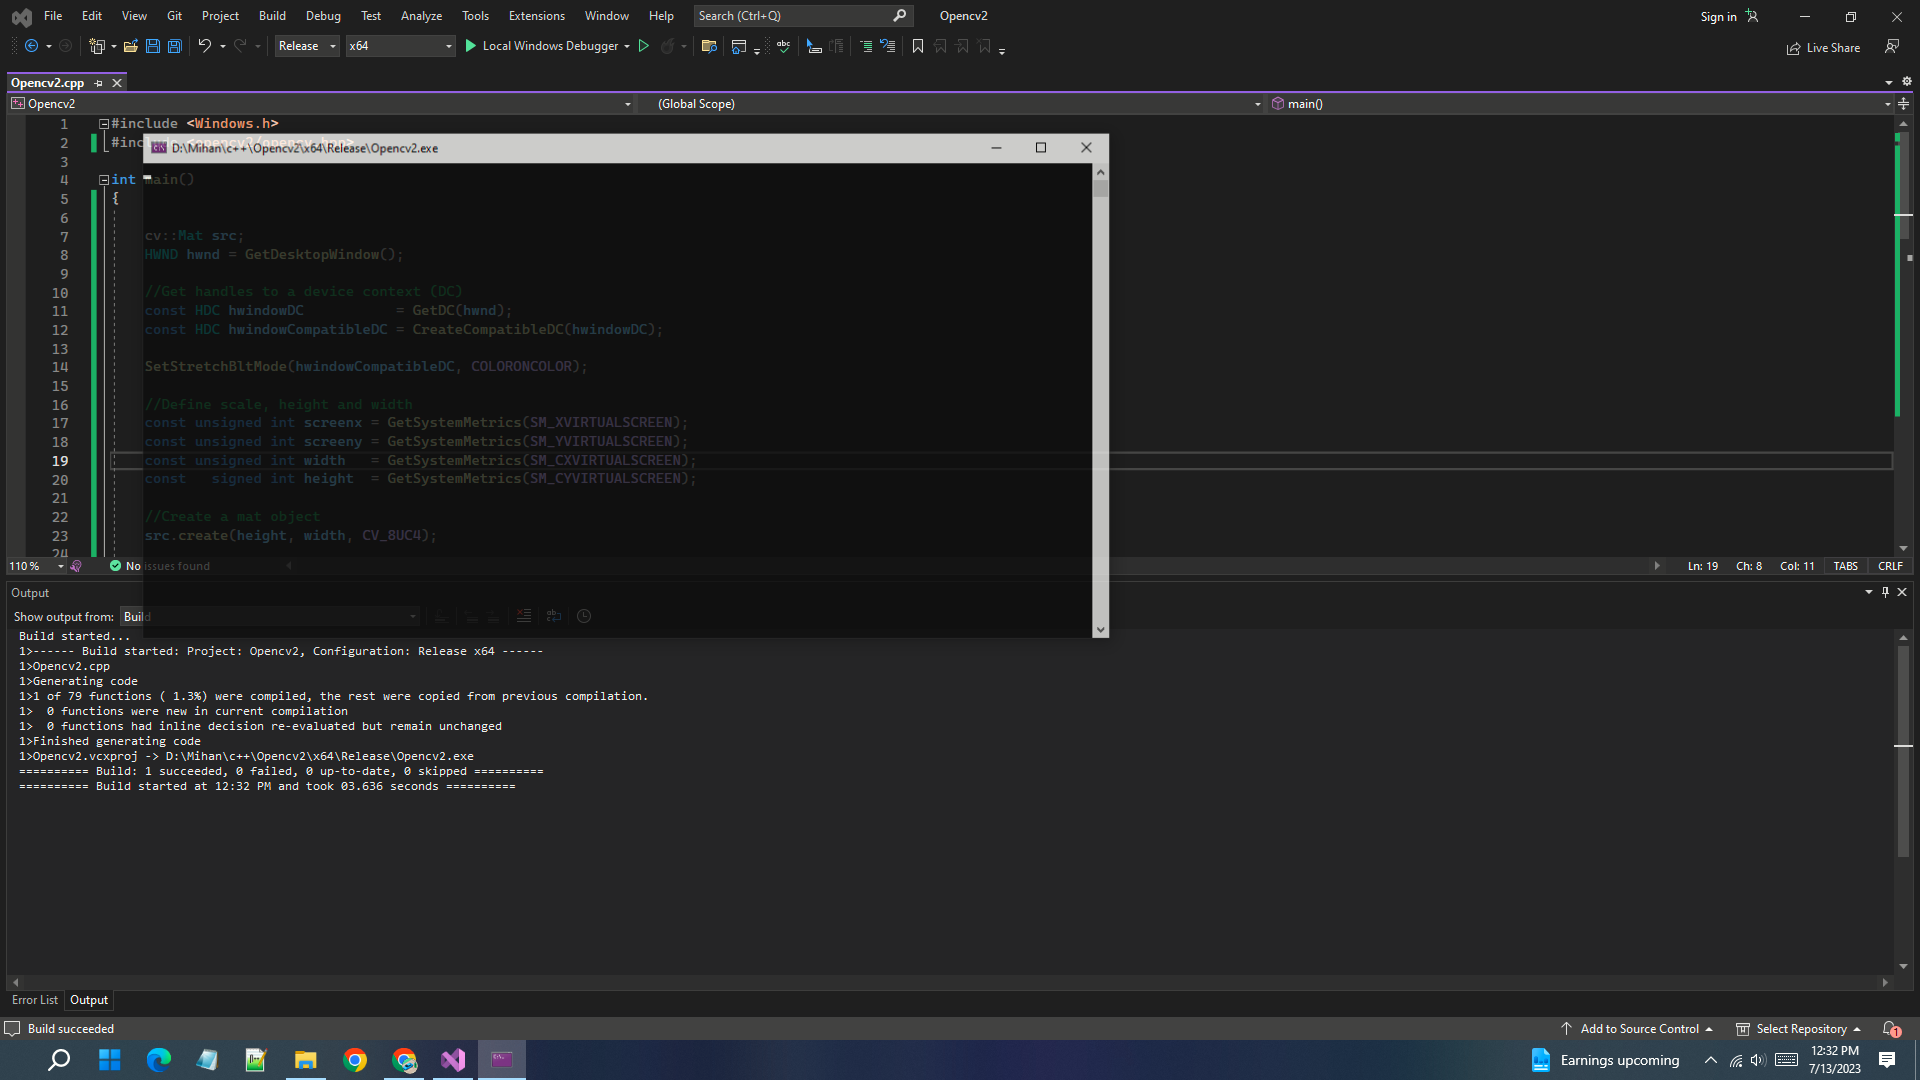 File Edit View Git Project Build Debug Test Analyze Tools Extensions Window Help Search (Ctrl+Q) Opencv2 Sign in
Release x64 Local Windows Debugger Live Share
Opencv2.cpp
Opencv2 (Global Scope) main()
1 #include <Windows.h>
2 #include <opencv2/opencv.hpp>
D:\Mihan\c++\Opencv2\x64\Release\Opencv2.exe
3
4 int main()
5 {
6
7 cv::Mat src;
8 HWND hwnd = GetDesktopWindow();
9
10 //Get handles to a device context (DC)
11 const HDC hwindowDC = GetDC(hwnd);
12 const HDC hwindowCompatibleDC = CreateCompatibleDC(hwindowDC);
13
14 SetStretchBltMode(hwindowCompatibleDC, COLORONCOLOR);
15
16 //Define scale, height and width
17 const unsigned int screenx = GetSystemMetrics(SM_XVIRTUALSCREEN);
18 const unsigned int screeny = GetSystemMetrics(SM_YVIRTUALSCREEN);
19 const unsigned int width = GetSystemMetrics(SM_CXVIRTUALSCREEN);
20 const signed int height = GetSystemMetrics(SM_CYVIRTUALSCREEN);
21
22 //Create a mat object
23 src.create(height, width, CV_8UC4);
24
110 % No issues found Ln: 19 Ch: 8 Col: 11 TABS CRLF
Output
Show output from: Build
Build started...
1>------ Build started: Project: Opencv2, Configuration: Release x64 ------
1>Opencv2.cpp
1>Generating code
1>1 of 79 functions ( 1.3%) were compiled, the rest were copied from previous compilation.
1>  0 functions were new in current compilation
1>  0 functions had inline decision re-evaluated but remain unchanged
1>Finished generating code
1>Opencv2.vcxproj -> D:\Mihan\c++\Opencv2\x64\Release\Opencv2.exe
========== Build: 1 succeeded, 0 failed, 0 up-to-date, 0 skipped ==========
========== Build started at 12:32 PM and took 03.636 seconds ==========
Error List Output
Build succeeded Add to Source Control Select Repository 1
Earnings upcoming 12:32 PM
7/13/2023